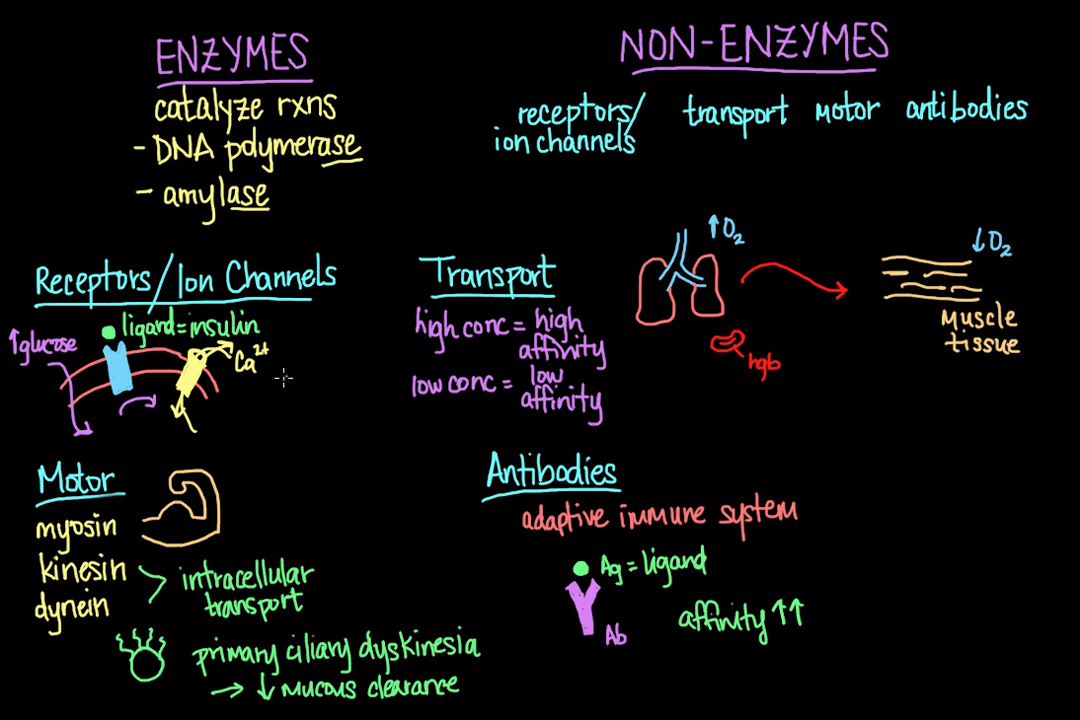 ENZYMES
catalyze rxns
- DNA polymerase
- amylase
NON-ENZYMES
receptors/
ion channels
transport
motor
antibodies
Receptors/Ion Channels
ligand=insulin
↑glucose
Ca2+
Transport
high conc = high
affinity
low conc = low
affinity
↑O2
hgb
↓O2
Muscle
tissue
Motor
myosin
kinesin
dynein
intracellular
transport
primary ciliary dyskinesia
→ ↓ Mucous clearance
Antibodies
adaptive immune system
Ag = ligand
Ab
affinity ↑↑